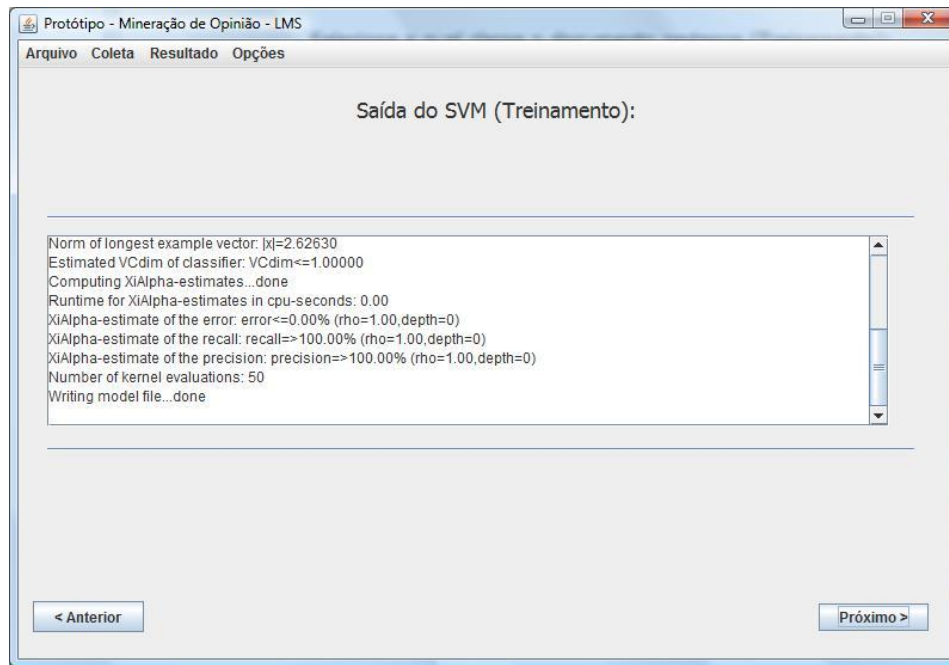 Protótipo - Mineração de Opinião - LMS
Arquivo Coleta Resultado Opções
Saída do SVM (Treinamento):
Norm of longest example vector: |x|=2.62630
Estimated VCdim of classifier: VCdim<=1.00000
Computing XiAlpha-estimates...done
Runtime for XiAlpha-estimates in cpu-seconds: 0.00
XiAlpha-estimate of the error: error<=0.00% (rho=1.00,depth=0)
XiAlpha-estimate of the recall: recall=>100.00% (rho=1.00,depth=0)
XiAlpha-estimate of the precision: precision=>100.00% (rho=1.00,depth=0)
Number of kernel evaluations: 50
Writing model file...done
< Anterior
Próximo >